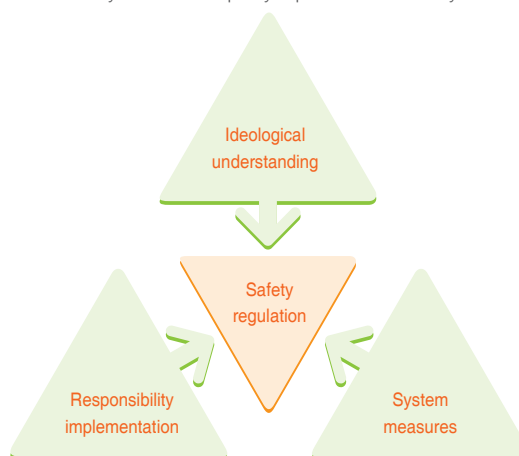 Ideological
understanding
Safety
regulation
Responsibility
implementation
System
measures